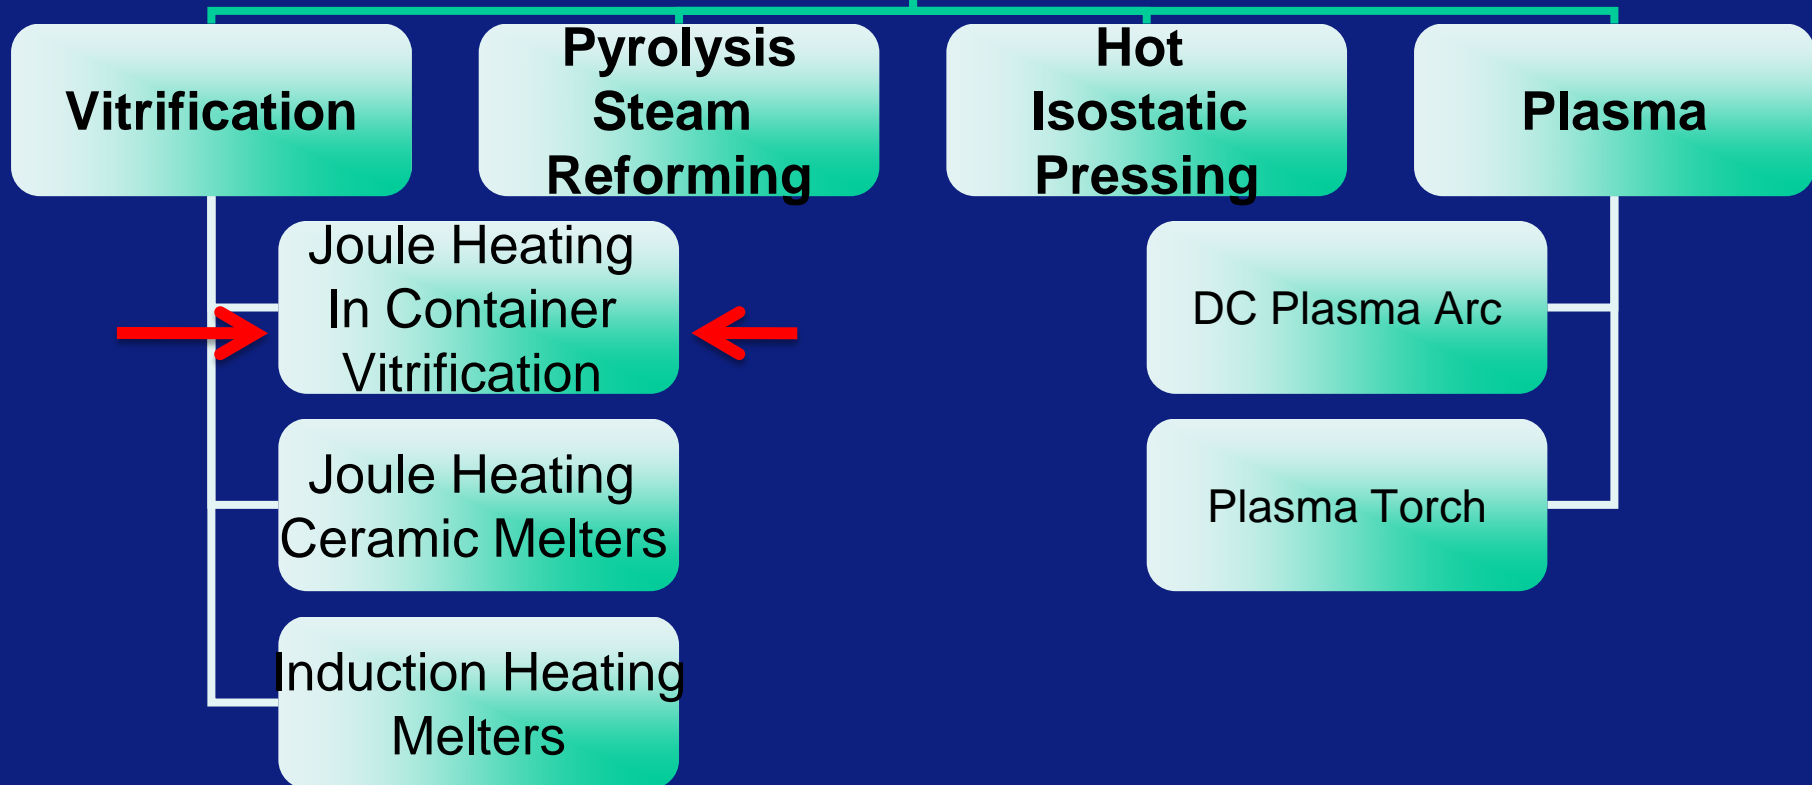 Vitrification
Pyrolysis
Steam
Reforming
Hot
Isostatic
Pressing
Plasma
Joule Heating
In Container
Vitrification
Joule Heating
Ceramic Melters
Induction Heating
Melters
DC Plasma Arc
Plasma Torch